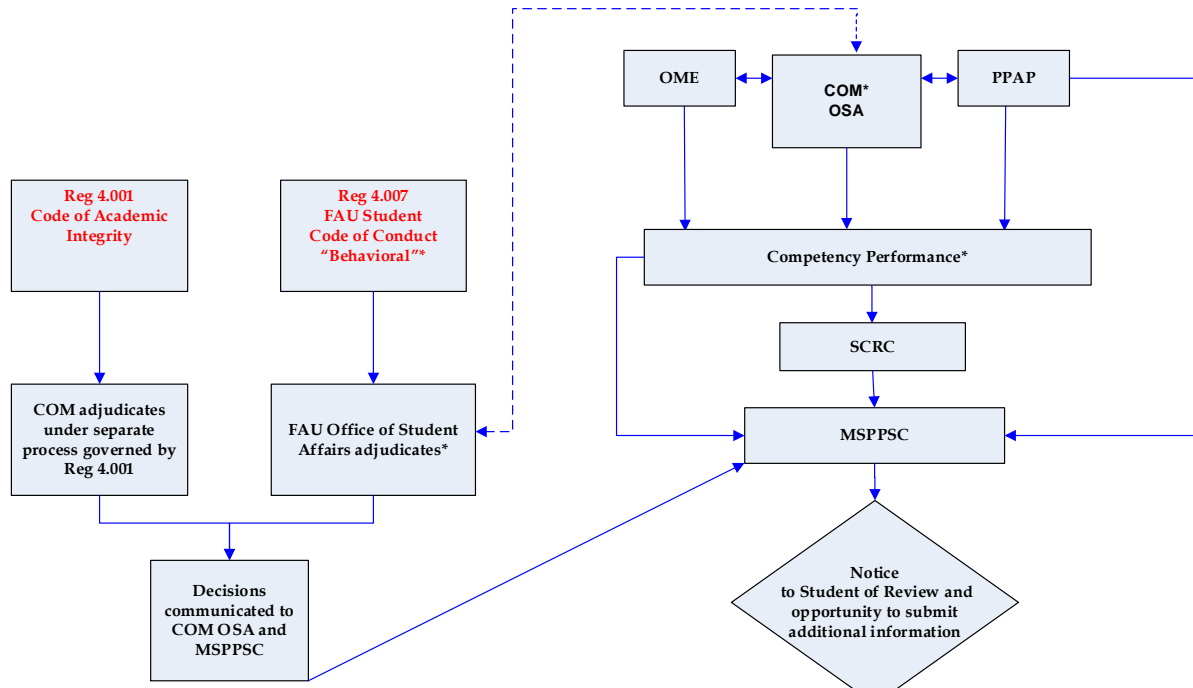 OME
COM*
OSA
PPAP
Reg 4.001
Code of Academic
Integrity
Reg 4.007
FAU Student
Code of Conduct
“Behavioral”*
Competency Performance*
SCRC
COM adjudicates
under separate
process governed by
Reg 4.001
FAU Office of Student
Affairs adjudicates*
MSPPSC
Decisions
communicated to
COM OSA and
MSPPSC
Notice
to Student of Review and
opportunity to submit
additional information